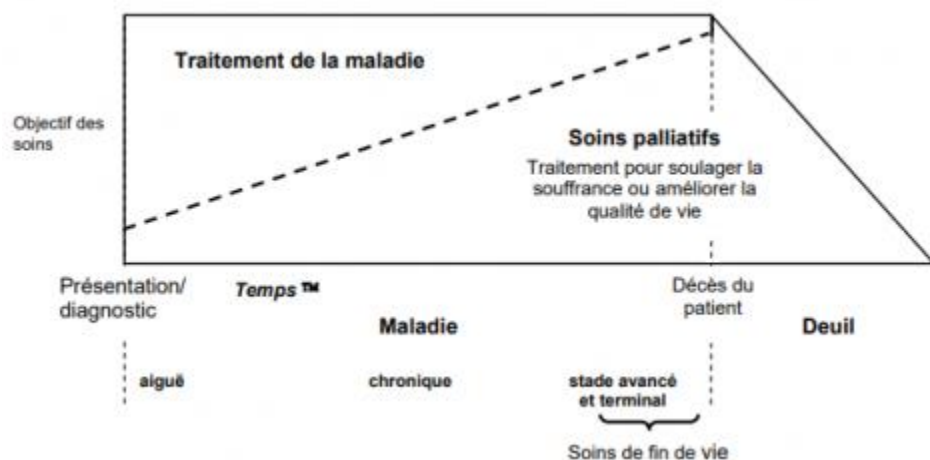 Traitement de la maladie
Objectif des
soins
Soins palliatifs
Traitement pour soulager la
souffrance ou améliorer la
qualité de vie
Présentation/
diagnostic
Temps ™
Décès du
patient
Maladie
Deuil
aiguë
chronique
stade avancé
et terminal
Soins de fin de vie